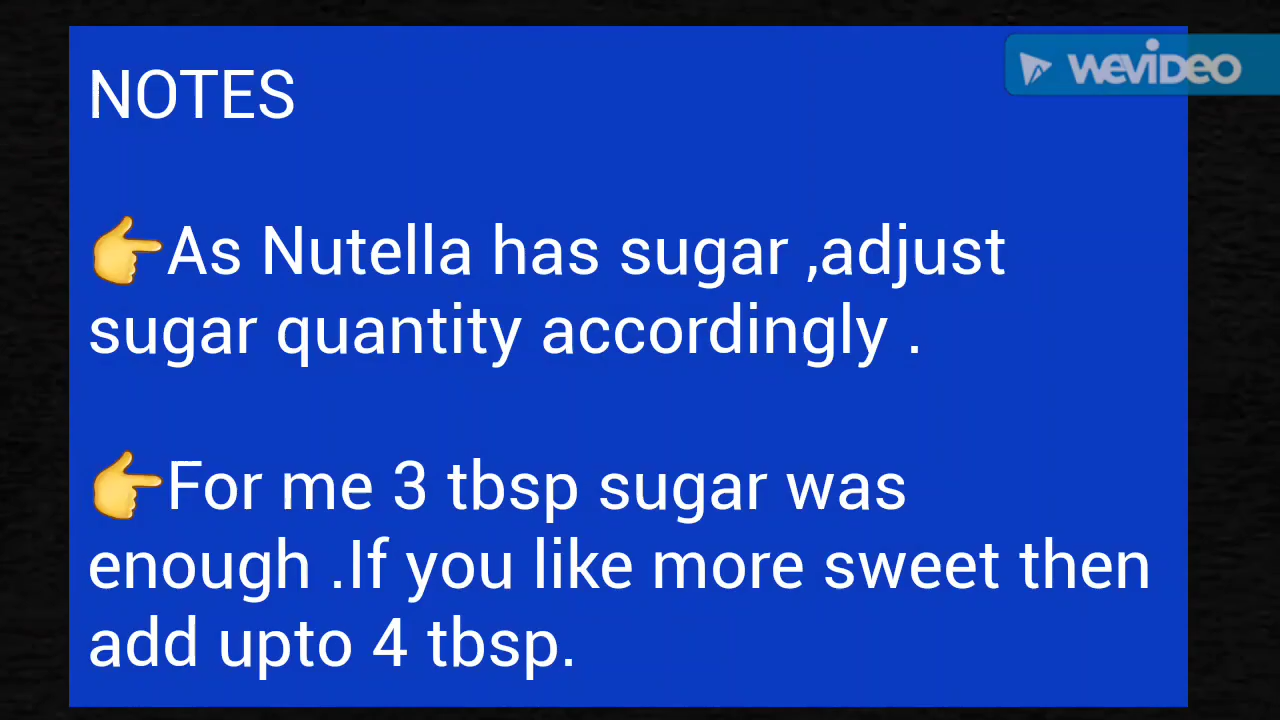 WEVIDEO
NOTES
👉As Nutella has sugar ,adjust
sugar quantity accordingly .
👉For me 3 tbsp sugar was
enough .If you like more sweet then
add upto 4 tbsp.